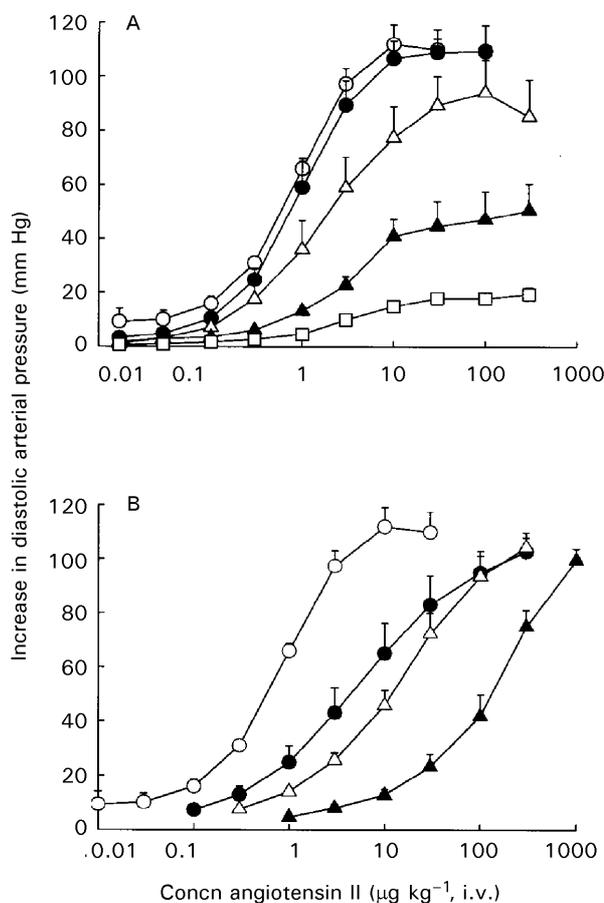 A
120
100
80
60
40
20
0
0.01 0.1 1 10 100 1000
B
120
100
80
60
40
20
0
.0.01 0.1 1 10 100 1000
Increase in diastolic arterial pressure (mm Hg)
Concn angiotensin II (μg kg⁻¹, i.v.)